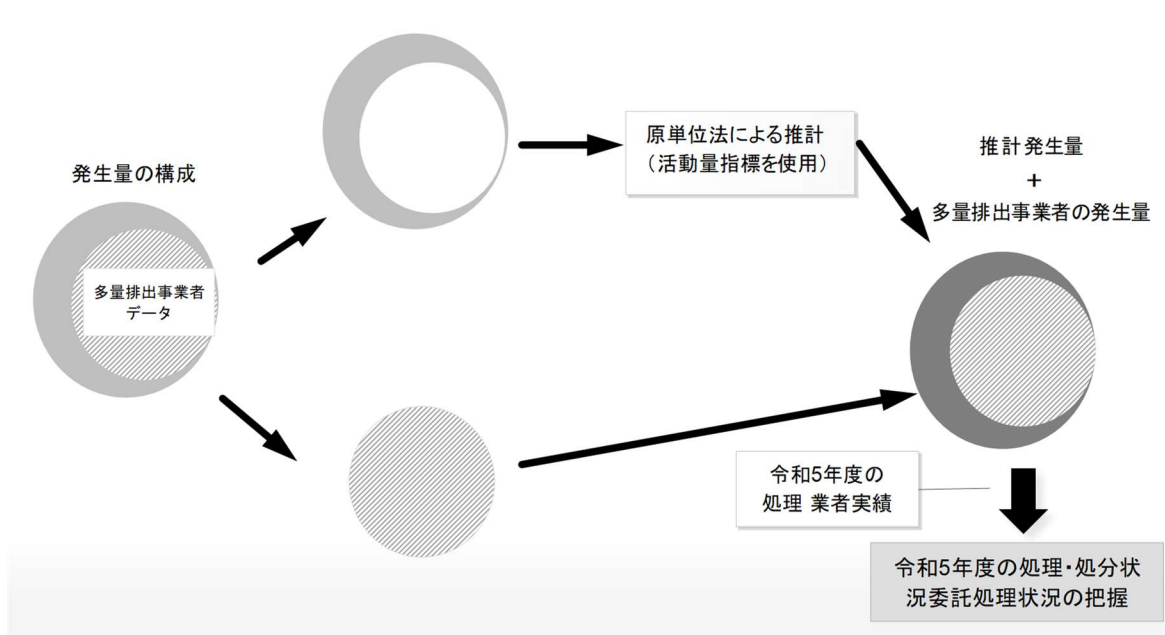 発生量の構成
多量排出事業者
データ
原単位法による推計
（活動量指標を使用）
推計発生量
+
多量排出事業者の発生量
令和5年度の
処理 業者実績
令和5年度の処理・処分状
況委託処理状況の把握